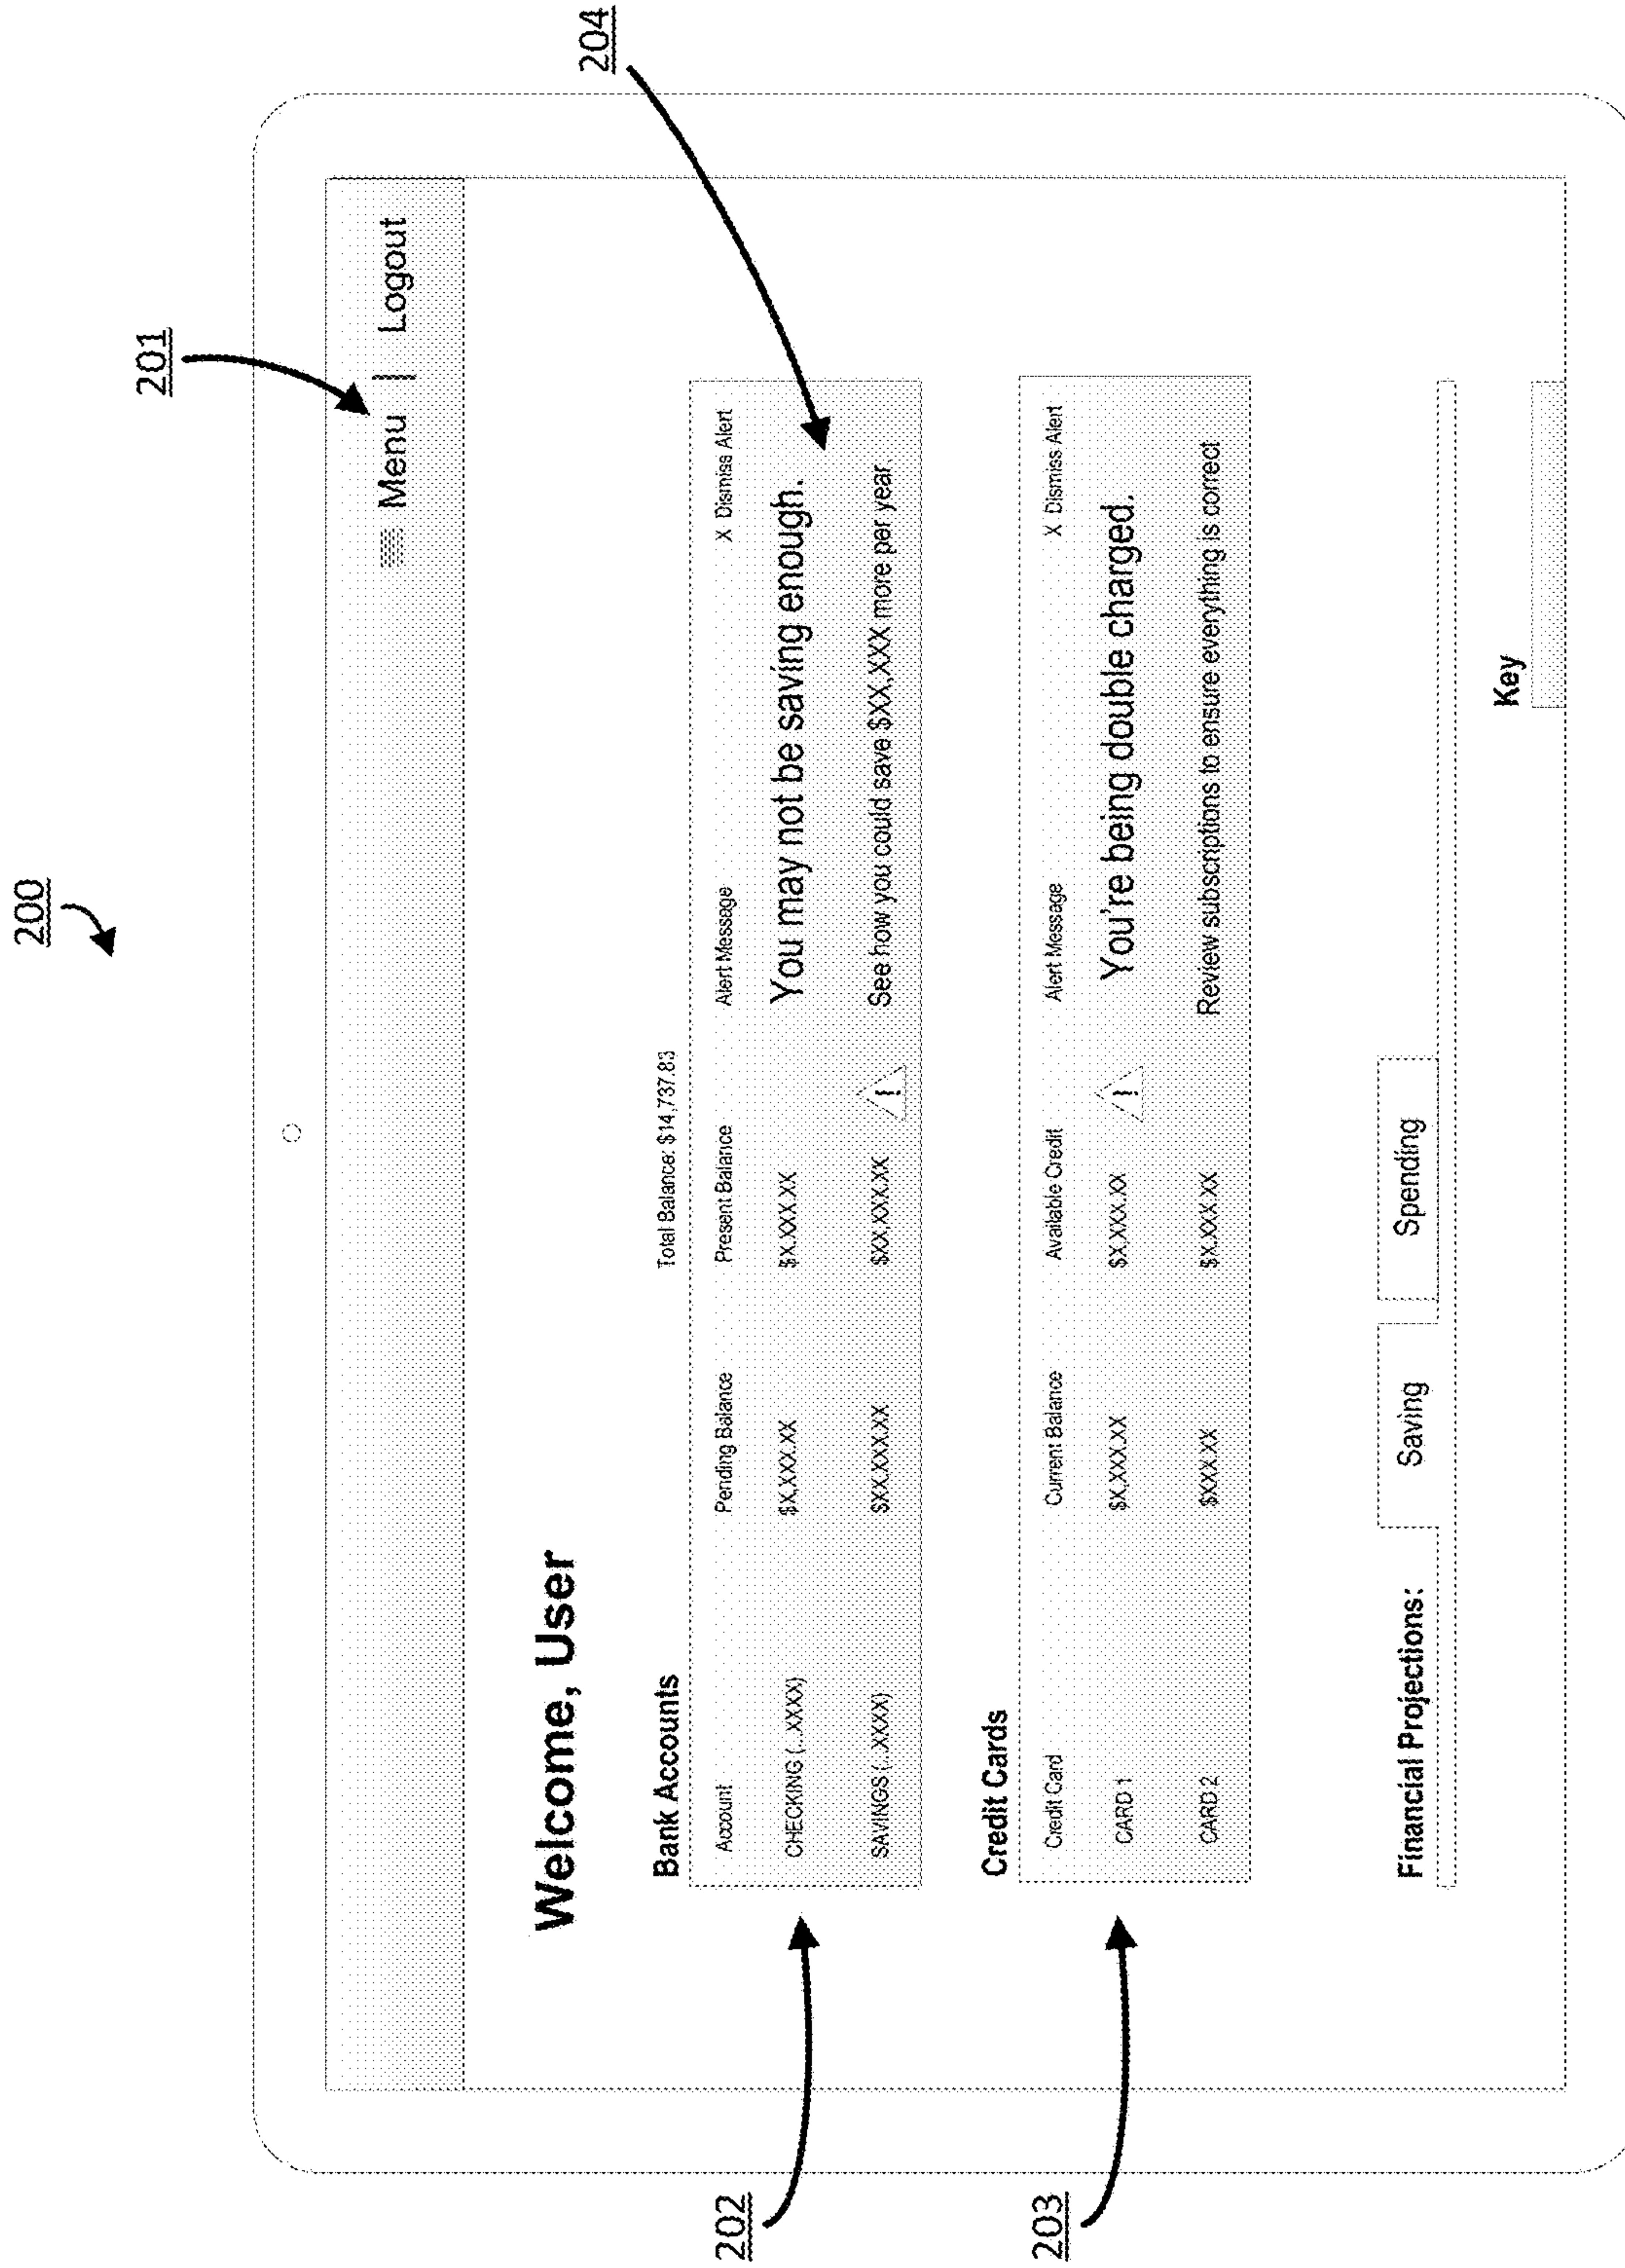 200
201
Menu | Logout
204
Welcome, User
Bank Accounts
Total Balance: $14,737.83
Account Pending Balance Present Balance Alert Message X Dismiss Alert
202
CHECKING (...XXXX) $X,XXX.XX $X,XXX.XX You may not be saving enough.
SAVINGS (...XXXX) $XX,XXX.XX $XX,XXX.XX ! See how you could save $XX,XXX more per year.
Credit Cards
Credit Card Current Balance Available Credit Alert Message X Dismiss Alert
203
CARD 1 $X,XXX.XX $X,XXX.XX ! You're being double charged.
CARD 2 $XXX.XX $X,XXX.XX Review subscriptions to ensure everything is correct
Financial Projections: Saving Spending
Key